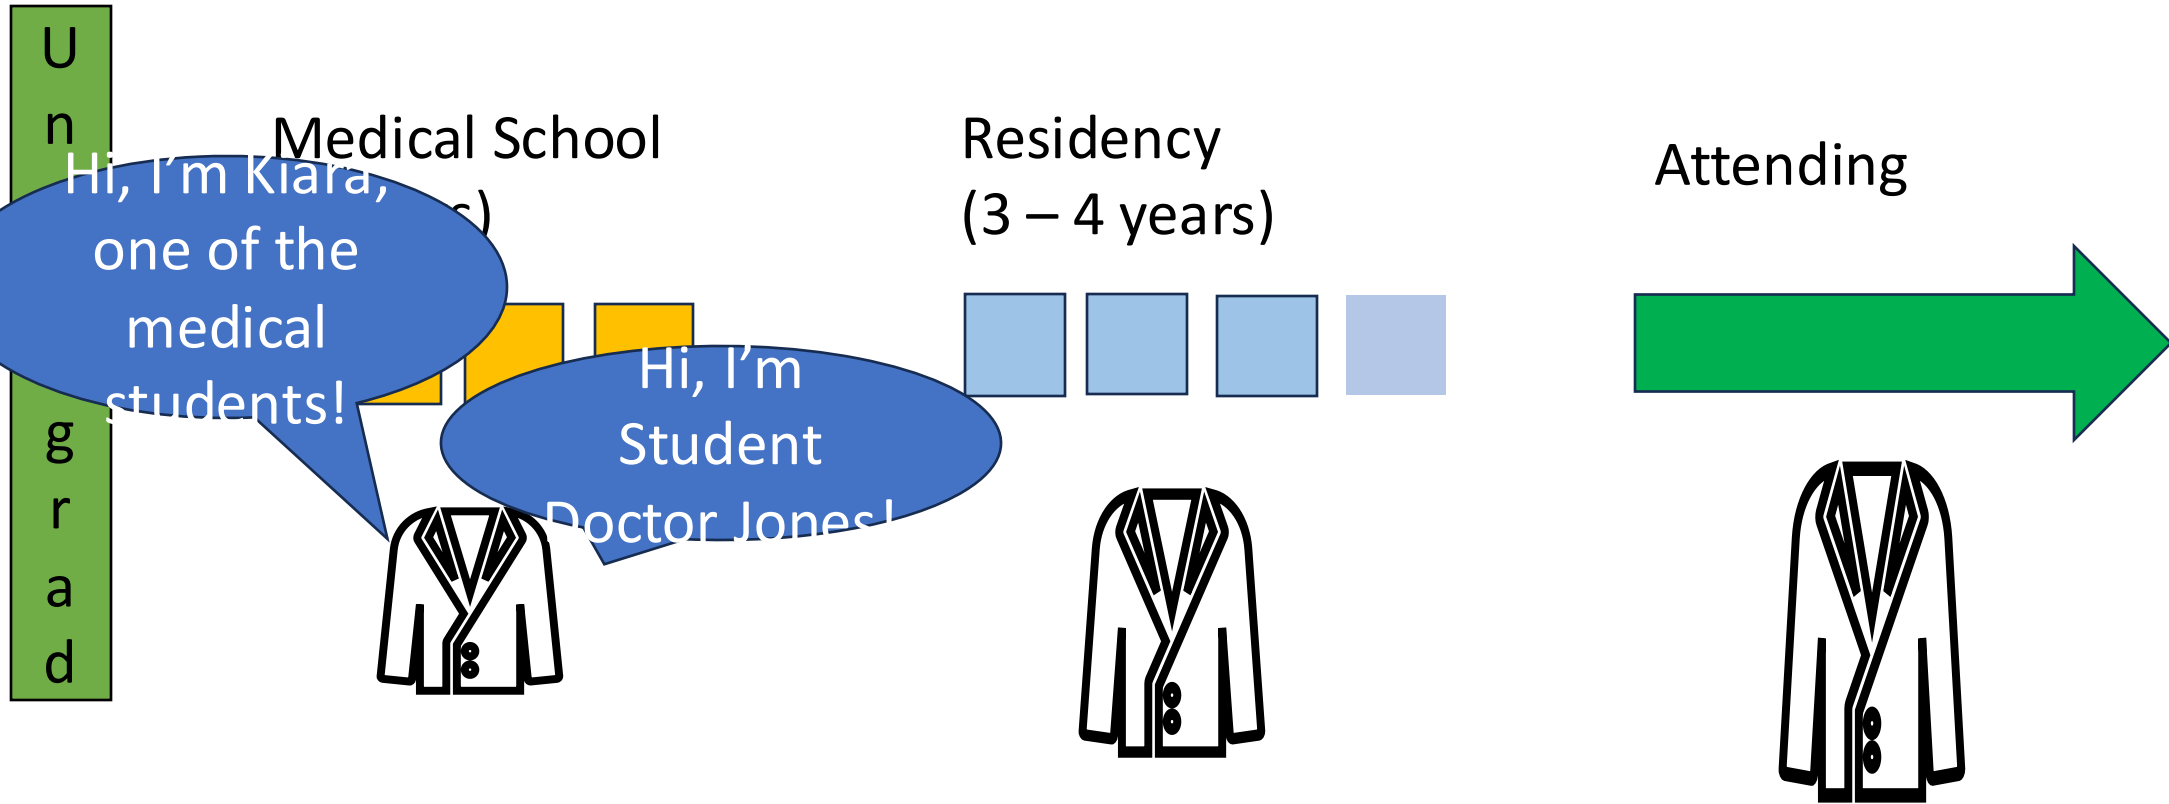 U
n
g
r
a
d
Medical School
s)
Hi, I’m Kiara,
one of the
medical
students!
Hi, I’m
Student
Doctor Jones!
Residency
(3 – 4 years)
Attending